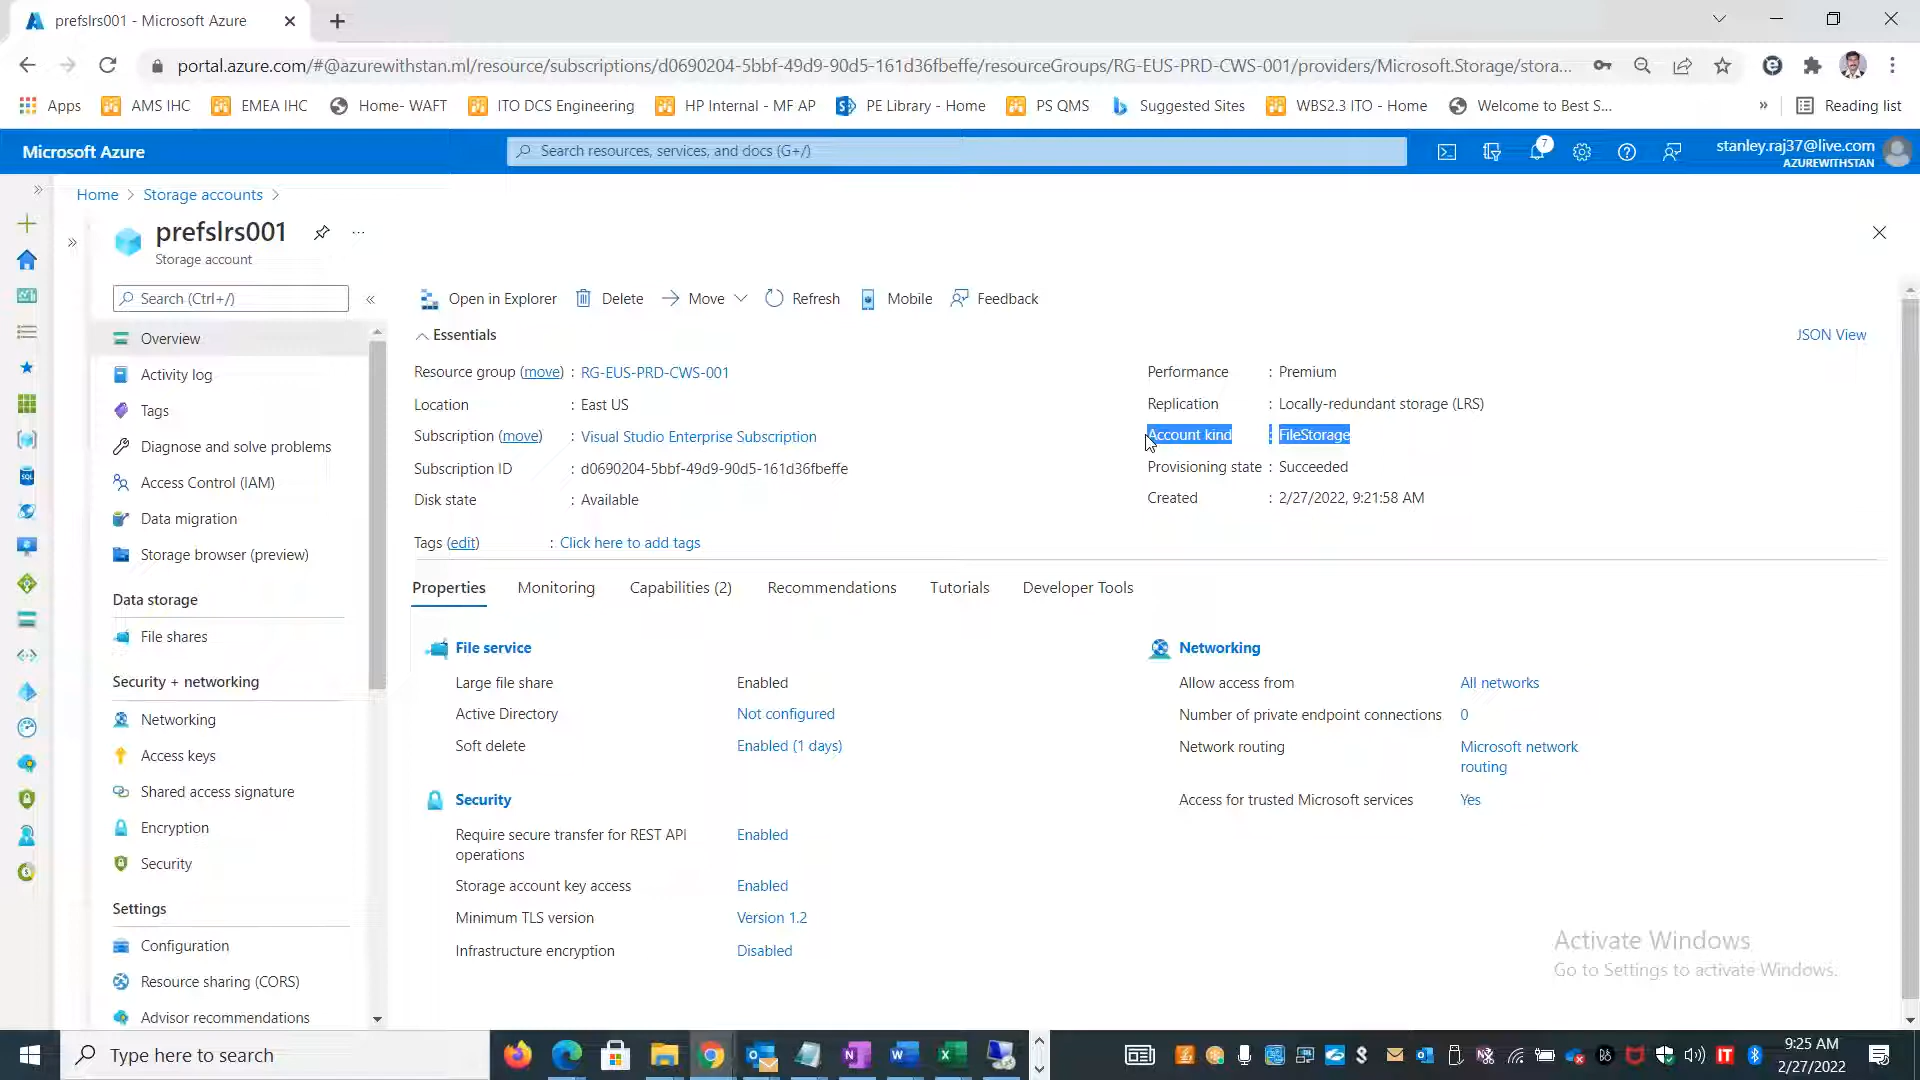 prefslrs001 - Microsoft Azure
portal.azure.com/#@azurewithstan.ml/resource/subscriptions/d0690204-5bbf-49d9-90d5-161d36fbeffe/resourceGroups/RG-EUS-PRD-CWS-001/providers/Microsoft.Storage/stora...
Apps AMS IHC EMEA IHC Home- WAFT ITO DCS Engineering HP Internal - MF AP PE Library - Home PS QMS Suggested Sites WBS2.3 ITO - Home Welcome to Best S... » Reading list
Microsoft Azure
Search resources, services, and docs (G+/)
7
stanley.raj37@live.com
AZUREWITHSTAN
Home > Storage accounts >
prefslrs001
Storage account
Search (Ctrl+/)
Overview
Activity log
Tags
Diagnose and solve problems
Access Control (IAM)
Data migration
Storage browser (preview)
Data storage
File shares
Security + networking
Networking
Access keys
Shared access signature
Encryption
Security
Settings
Configuration
Resource sharing (CORS)
Advisor recommendations
Open in Explorer Delete Move Refresh Mobile Feedback
Essentials
JSON View
Resource group (move) : RG-EUS-PRD-CWS-001
Location : East US
Subscription (move) : Visual Studio Enterprise Subscription
Subscription ID : d0690204-5bbf-49d9-90d5-161d36fbeffe
Disk state : Available
Performance : Premium
Replication : Locally-redundant storage (LRS)
Account kind : FileStorage
Provisioning state : Succeeded
Created : 2/27/2022, 9:21:58 AM
Tags (edit) : Click here to add tags
Properties Monitoring Capabilities (2) Recommendations Tutorials Developer Tools
File service
Large file share Enabled
Active Directory Not configured
Soft delete Enabled (1 days)
Security
Require secure transfer for REST API operations Enabled
Storage account key access Enabled
Minimum TLS version Version 1.2
Infrastructure encryption Disabled
Networking
Allow access from All networks
Number of private endpoint connections 0
Network routing Microsoft network routing
Access for trusted Microsoft services Yes
Activate Windows
Go to Settings to activate Windows.
Type here to search
9:25 AM
2/27/2022